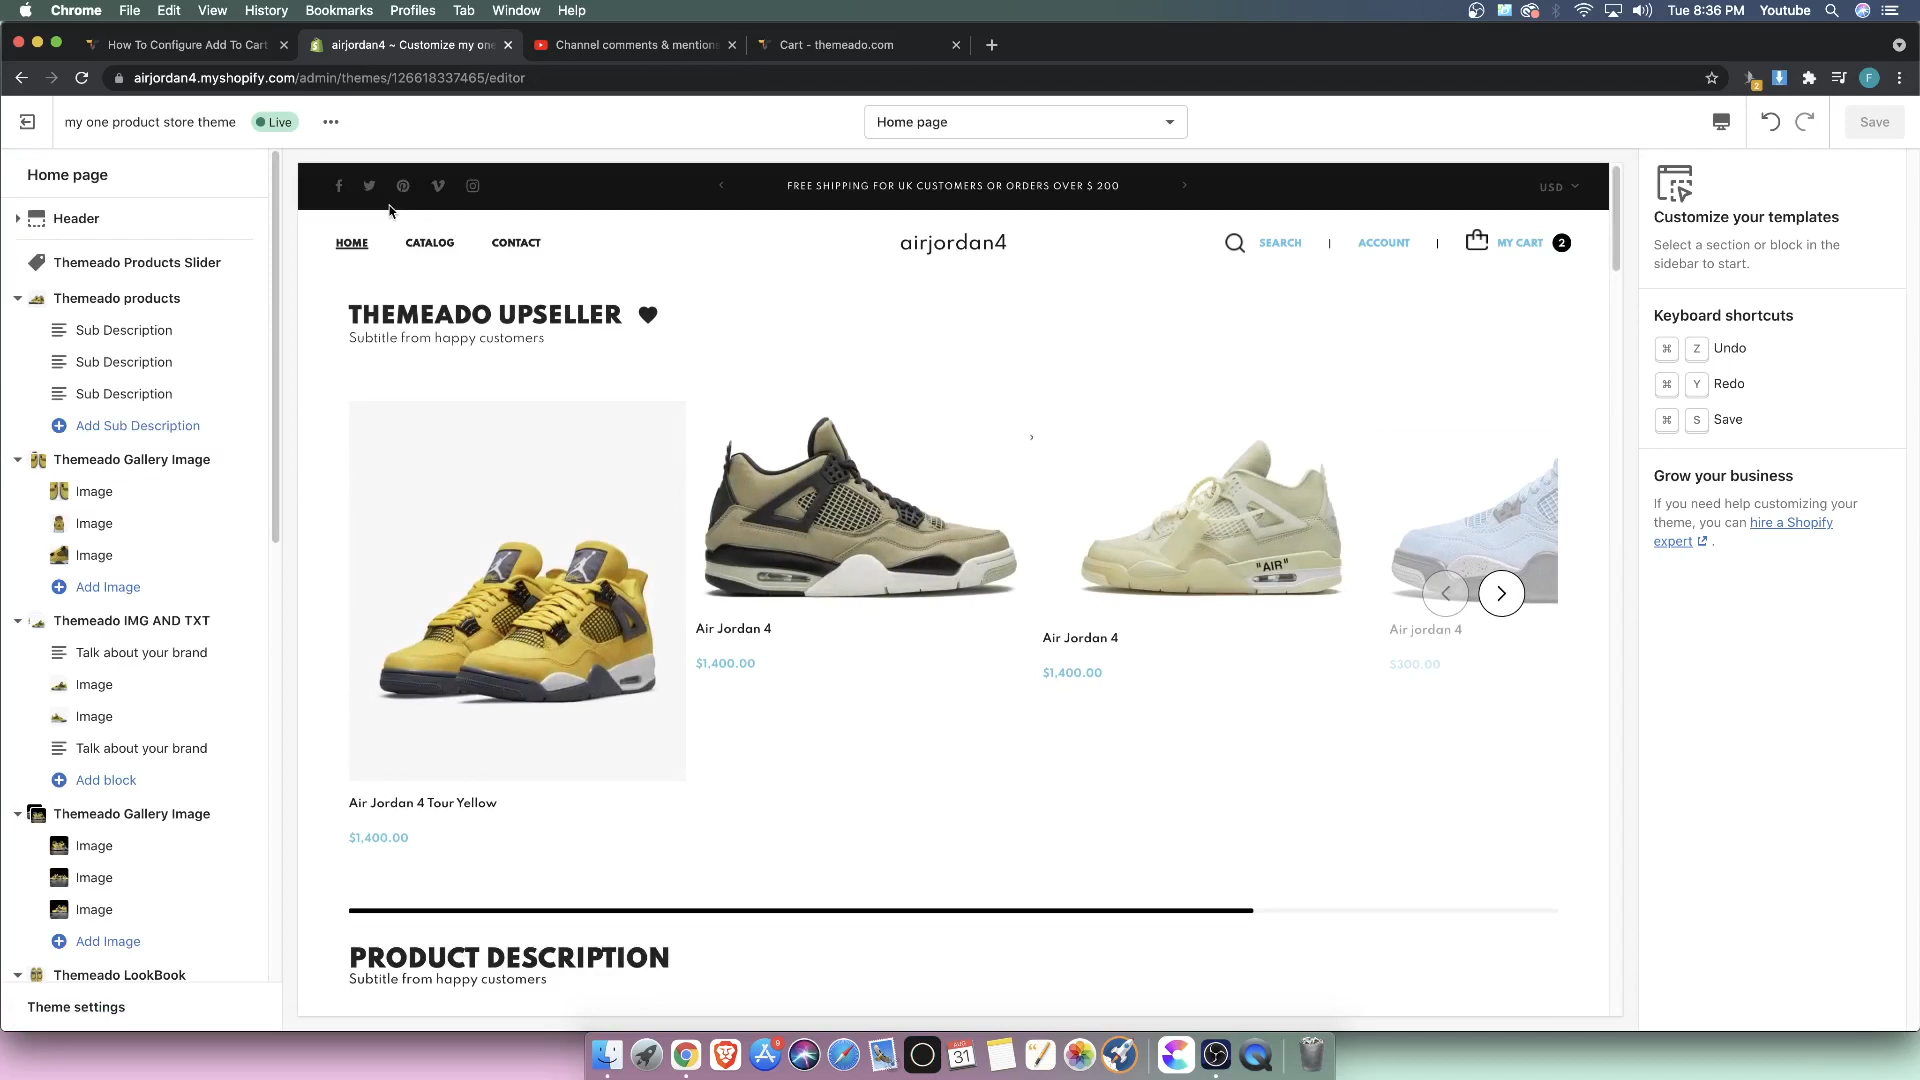 Chrome File Edit View History Bookmarks Profiles Tab Window Help Tue 8:36 PM Youtube
How To Configure Add To Cart airjordan4 ~ Customize my one Channel comments & mentions Cart - themeado.com
airjordan4.myshopify.com/admin/themes/126618337465/editor 2 F
my one product store theme Live Home page Save
Home page
Header
Themeado Products Slider
Themeado products
Sub Description
Sub Description
Sub Description
Add Sub Description
Themeado Gallery Image
Image
Image
Image
Add Image
Themeado IMG AND TXT
Talk about your brand
Image
Image
Talk about your brand
Add block
Themeado Gallery Image
Image
Image
Image
Add Image
Themeado LookBook
Theme settings
FREE SHIPPING FOR UK CUSTOMERS OR ORDERS OVER $ 200 USD
HOME CATALOG CONTACT airjordan4 SEARCH | ACCOUNT | MY CART 2
THEMEADO UPSELLER
Subtitle from happy customers
"AIR"
Air Jordan 4
$1,400.00
Air Jordan 4
$1,400.00
Air jordan 4
$300.00
Air Jordan 4 Tour Yellow
$1,400.00
PRODUCT DESCRIPTION
Subtitle from happy customers
Customize your templates
Select a section or block in the
sidebar to start.
Keyboard shortcuts
⌘ Z Undo
⌘ Y Redo
⌘ S Save
Grow your business
If you need help customizing your
theme, you can hire a Shopify
expert .
9
AUG
31